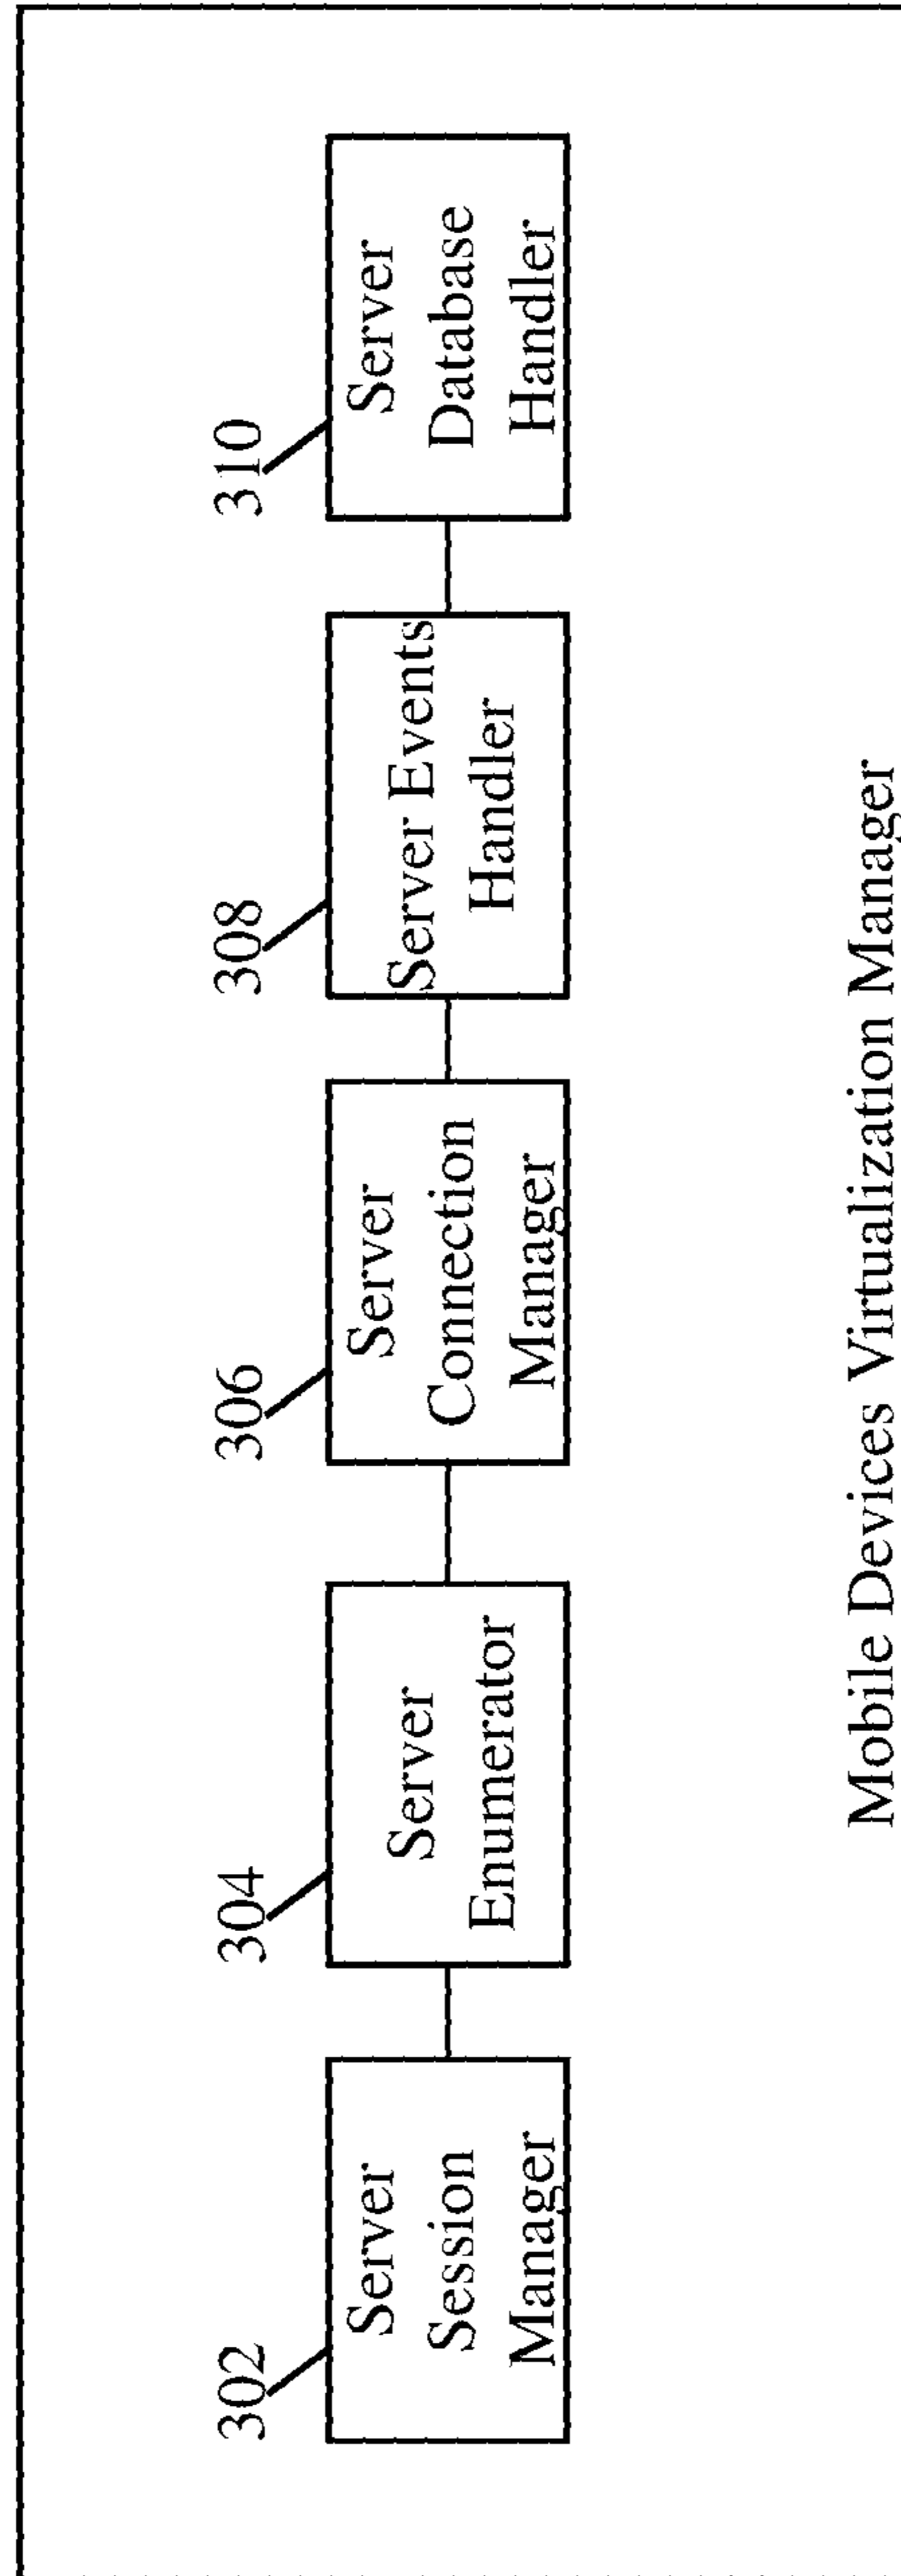 302
304
306
308
310
Server
Session
Manager
Server
Enumerator
Server
Connection
Manager
Server Events
Handler
Server
Database
Handler
Mobile Devices Virtualization Manager